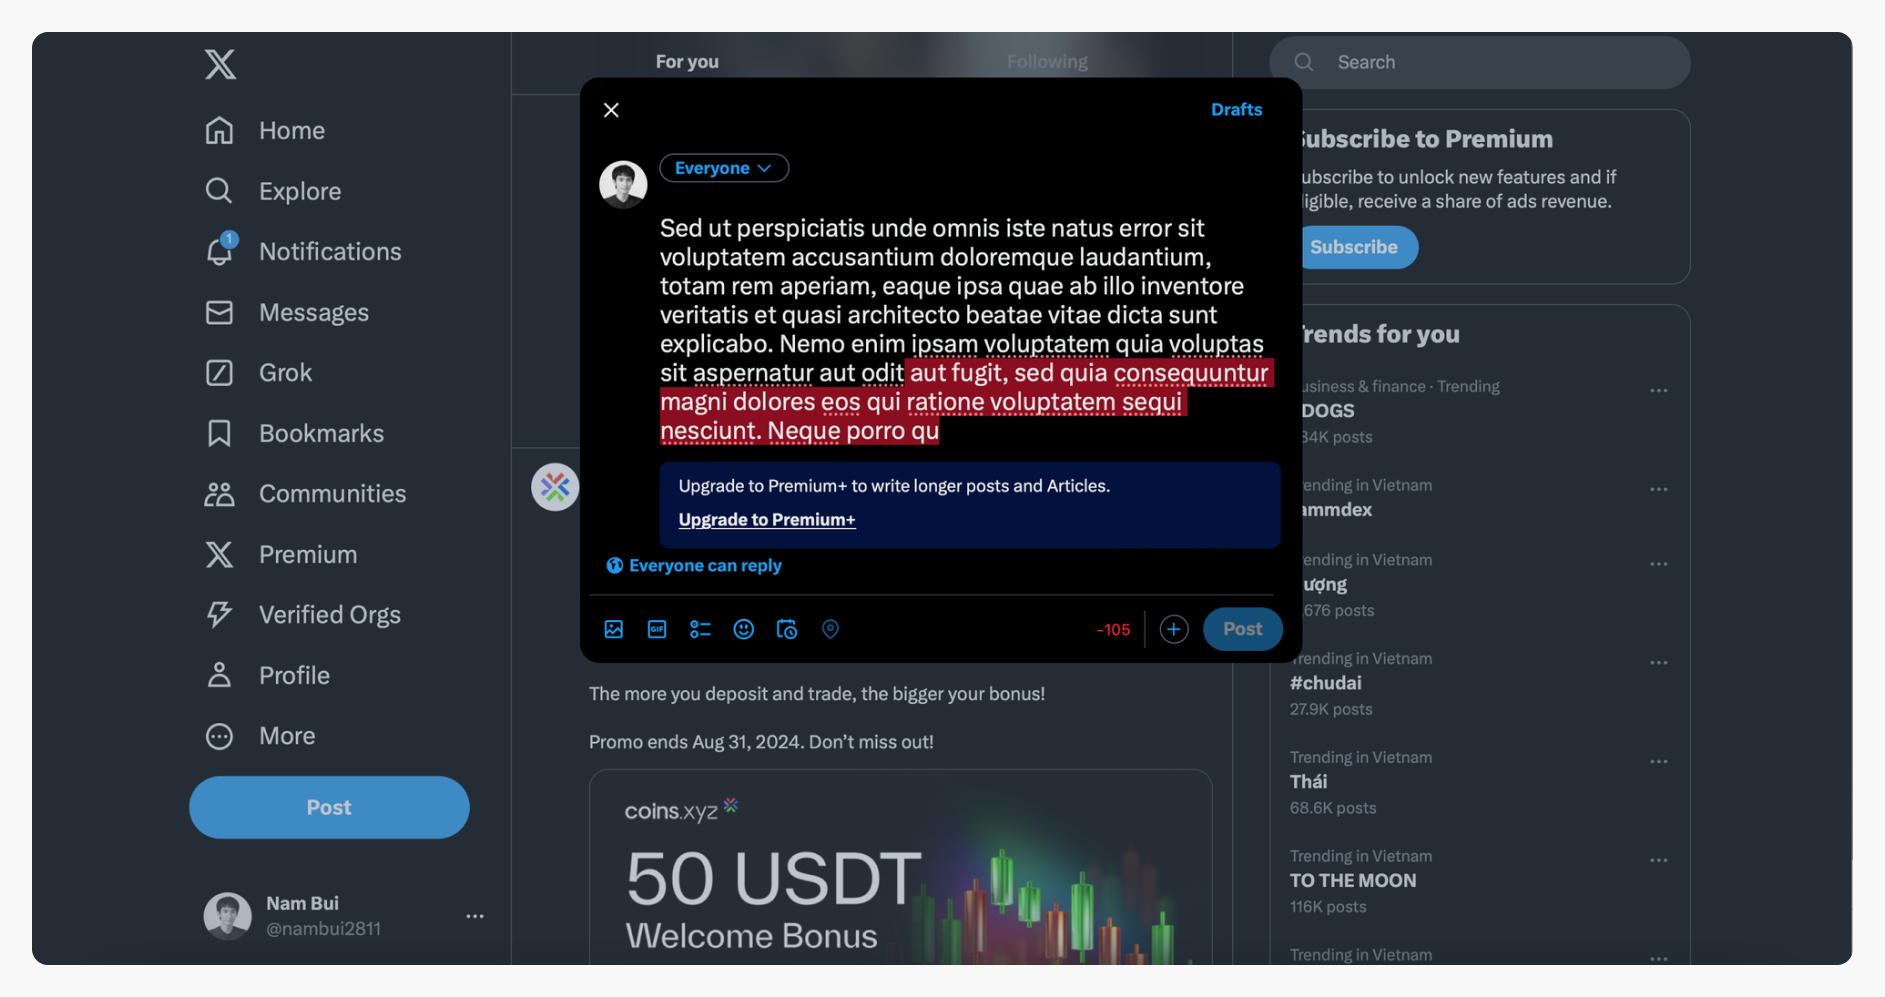 Home
Explore
1
Notifications
Messages
Grok
Bookmarks
Communities
Premium
Verified Orgs
Profile
More
Post
Nam Bui
@nambui2811
For you
Following
Drafts
Everyone
Sed ut perspiciatis unde omnis iste natus error sit
voluptatem accusantium doloremque laudantium,
totam rem aperiam, eaque ipsa quae ab illo inventore
veritatis et quasi architecto beatae vitae dicta sunt
explicabo. Nemo enim ipsam voluptatem quia voluptas
sit aspernatur aut odit aut fugit, sed quia consequuntur
magni dolores eos qui ratione voluptatem sequi
nesciunt. Neque porro qu
Upgrade to Premium+ to write longer posts and Articles.
Upgrade to Premium+
Everyone can reply
GIF
-105
Post
The more you deposit and trade, the bigger your bonus!
Promo ends Aug 31, 2024. Don’t miss out!
coins.xyz
50 USDT
Welcome Bonus
Search
ubscribe to Premium
ubscribe to unlock new features and if
ligible, receive a share of ads revenue.
Subscribe
rends for you
usiness & finance · Trending
DOGS
34K posts
ending in Vietnam
ammdex
ending in Vietnam
ượng
676 posts
rending in Vietnam
#chudai
27.9K posts
Trending in Vietnam
Thái
68.6K posts
Trending in Vietnam
TO THE MOON
116K posts
Trending in Vietnam